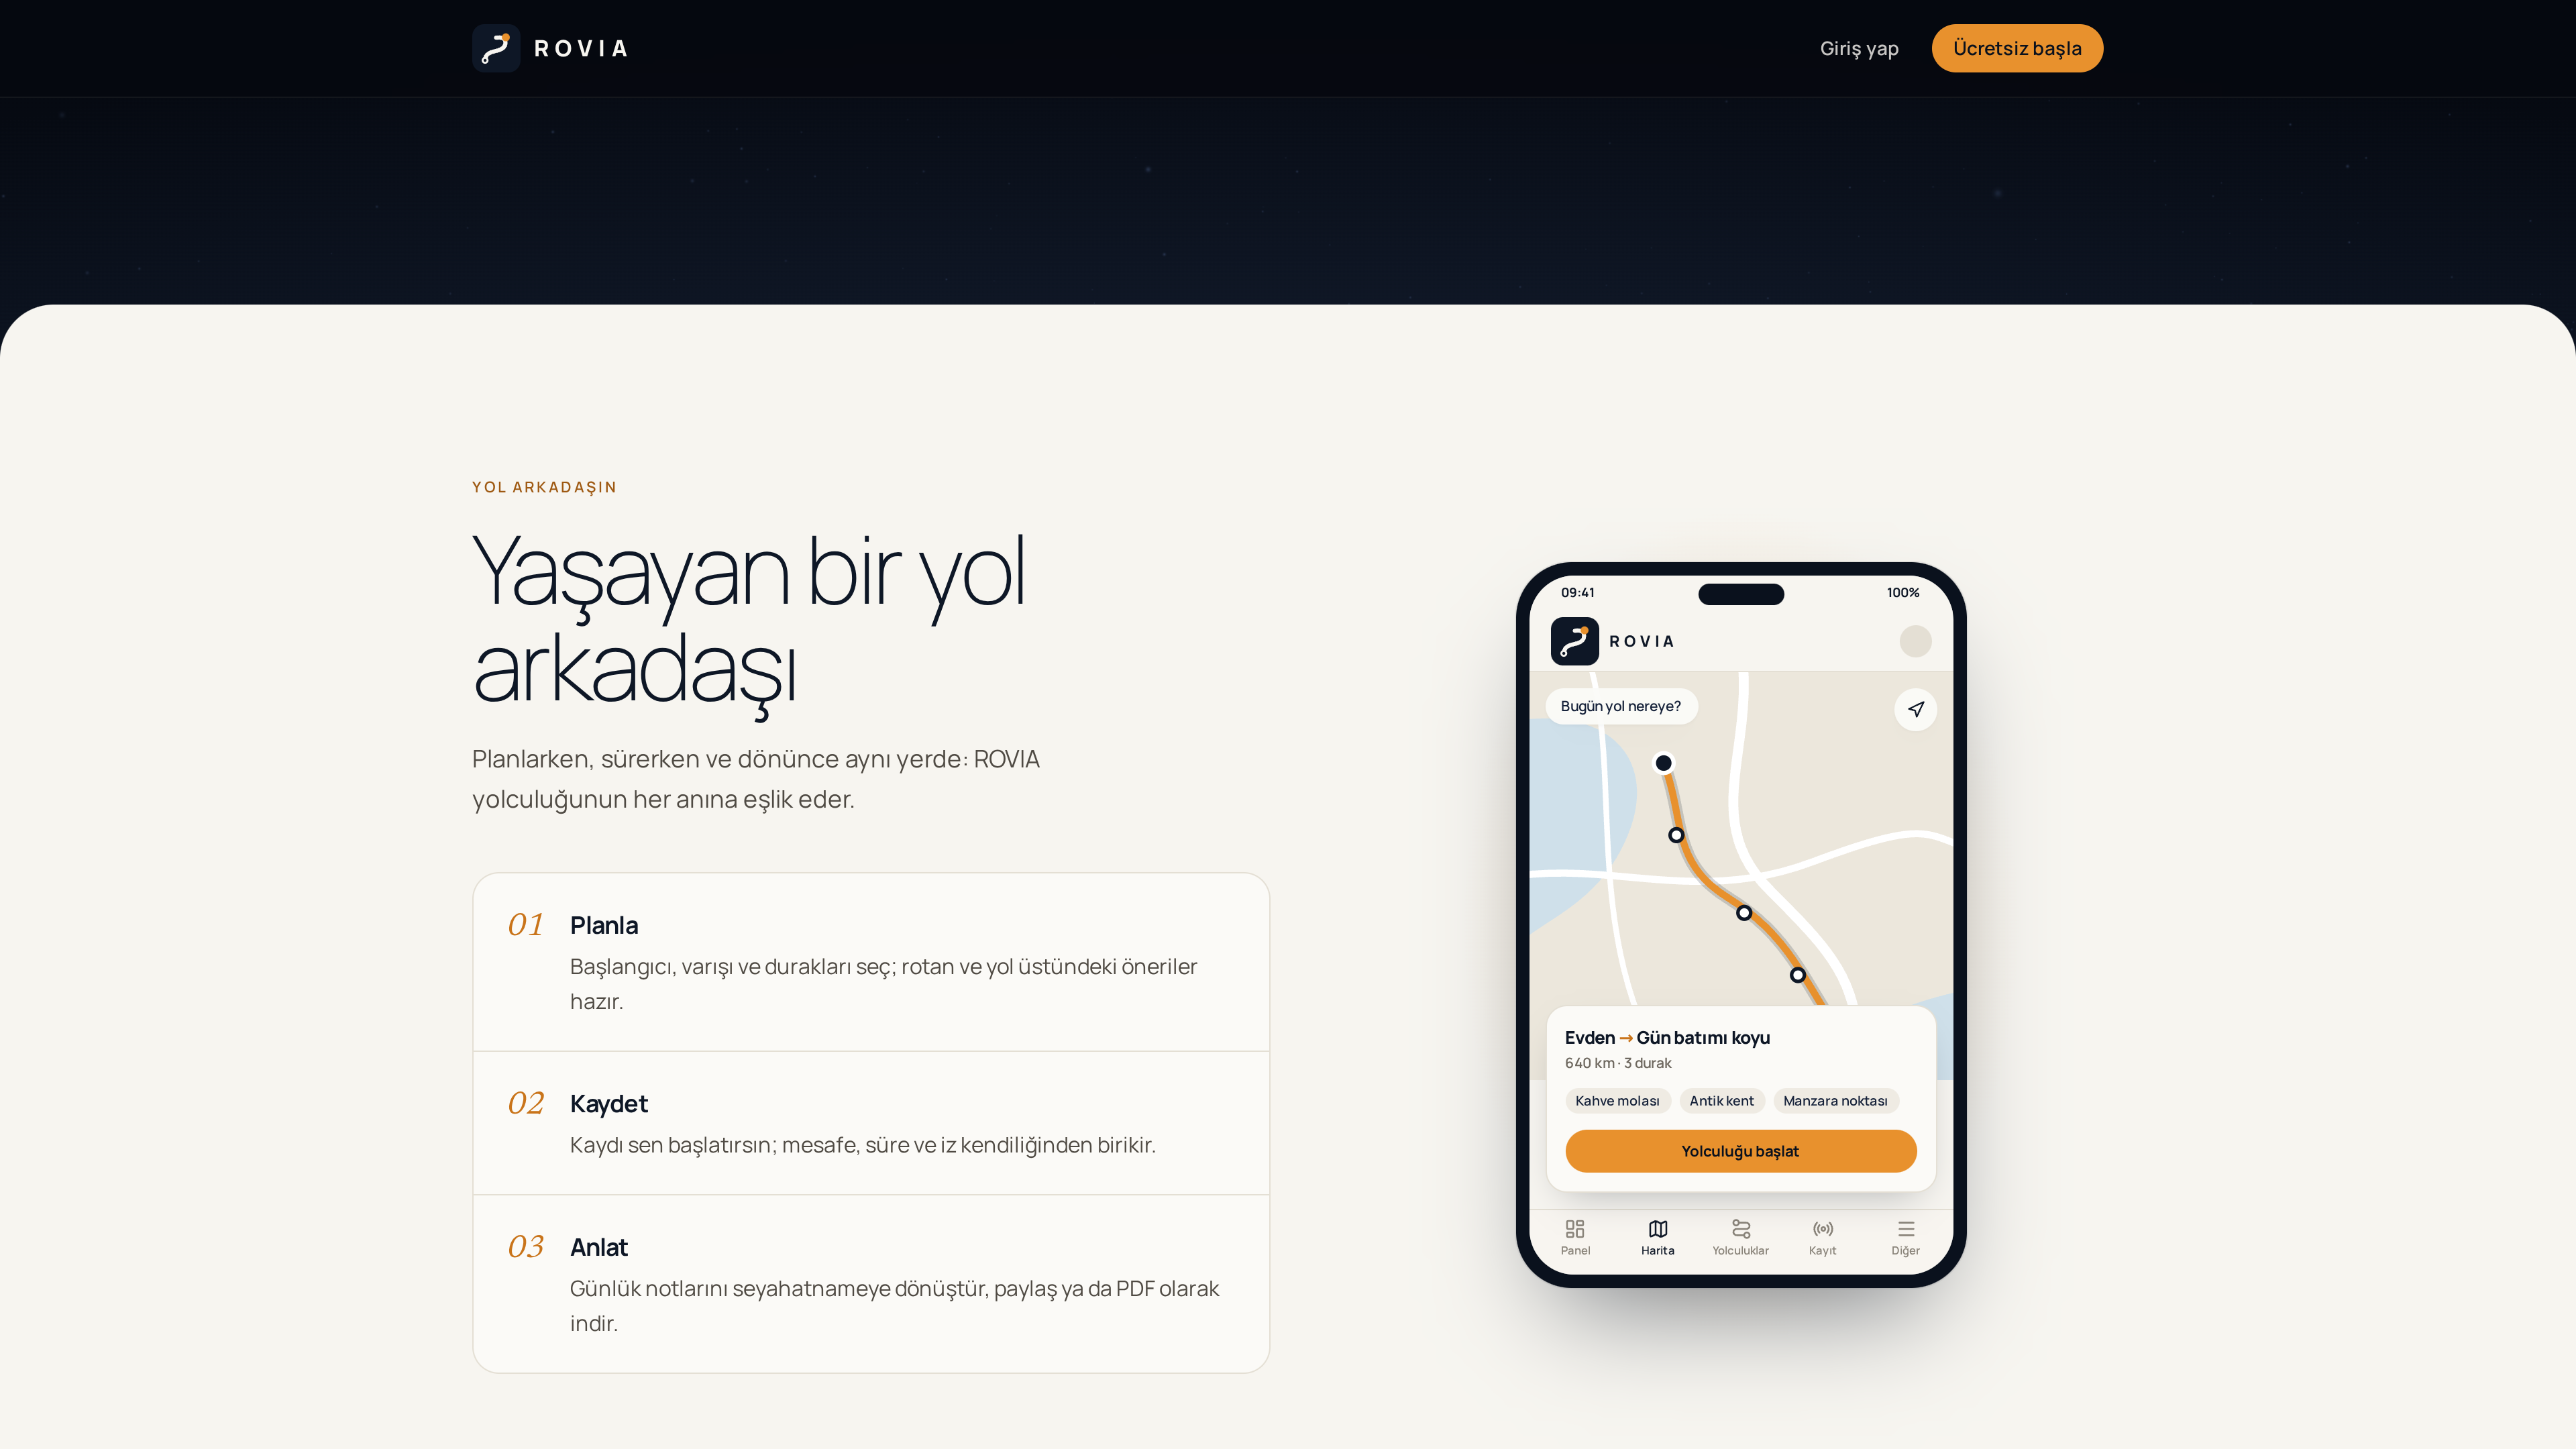 ROVIA
Giriş yap
Ücretsiz başla
YOL ARKADAŞIN
Yaşayan bir yol
arkadaşı
Planlarken, sürerken ve dönünce aynı yerde: ROVIA
yolculuğunun her anına eşlik eder.
01
Planla
Başlangıcı, varışı ve durakları seç; rotan ve yol üstündeki öneriler
hazır.
02
Kaydet
Kaydı sen başlatırsın; mesafe, süre ve iz kendiliğinden birikir.
03
Anlat
Günlük notlarını seyahatnameye dönüştür, paylaş ya da PDF olarak
indir.
09:41
100%
ROVIA
Bugün yol nereye?
Evden → Gün batımı koyu
640 km · 3 durak
Kahve molası
Antik kent
Manzara noktası
Yolculuğu başlat
Panel
Harita
Yolculuklar
Kayıt
Diğer